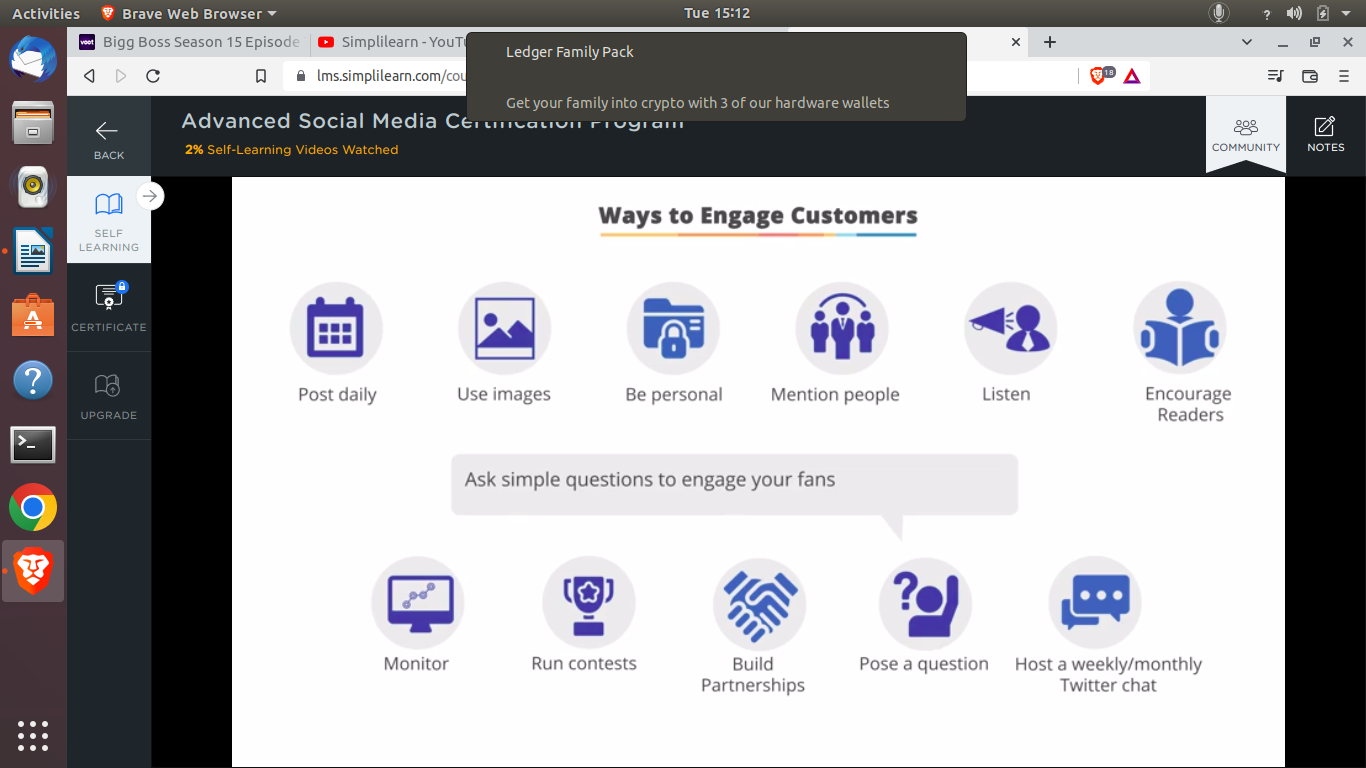 Activities Brave Web Browser Tue 15:12 ?
voot Bigg Boss Season 15 Episode Simplilearn - YouTu
Ledger Family Pack
lms.simplilearn.com/cou 18
Get your family into crypto with 3 of our hardware wallets
BACK
Advanced Social Media Certification Program
2% Self-Learning Videos Watched
COMMUNITY
NOTES
SELF
LEARNING
CERTIFICATE
UPGRADE
Ways to Engage Customers
Post daily
Use images
Be personal
Mention people
Listen
Encourage
Readers
Ask simple questions to engage your fans
Monitor
Run contests
Build
Partnerships
Pose a question
Host a weekly/monthly
Twitter chat